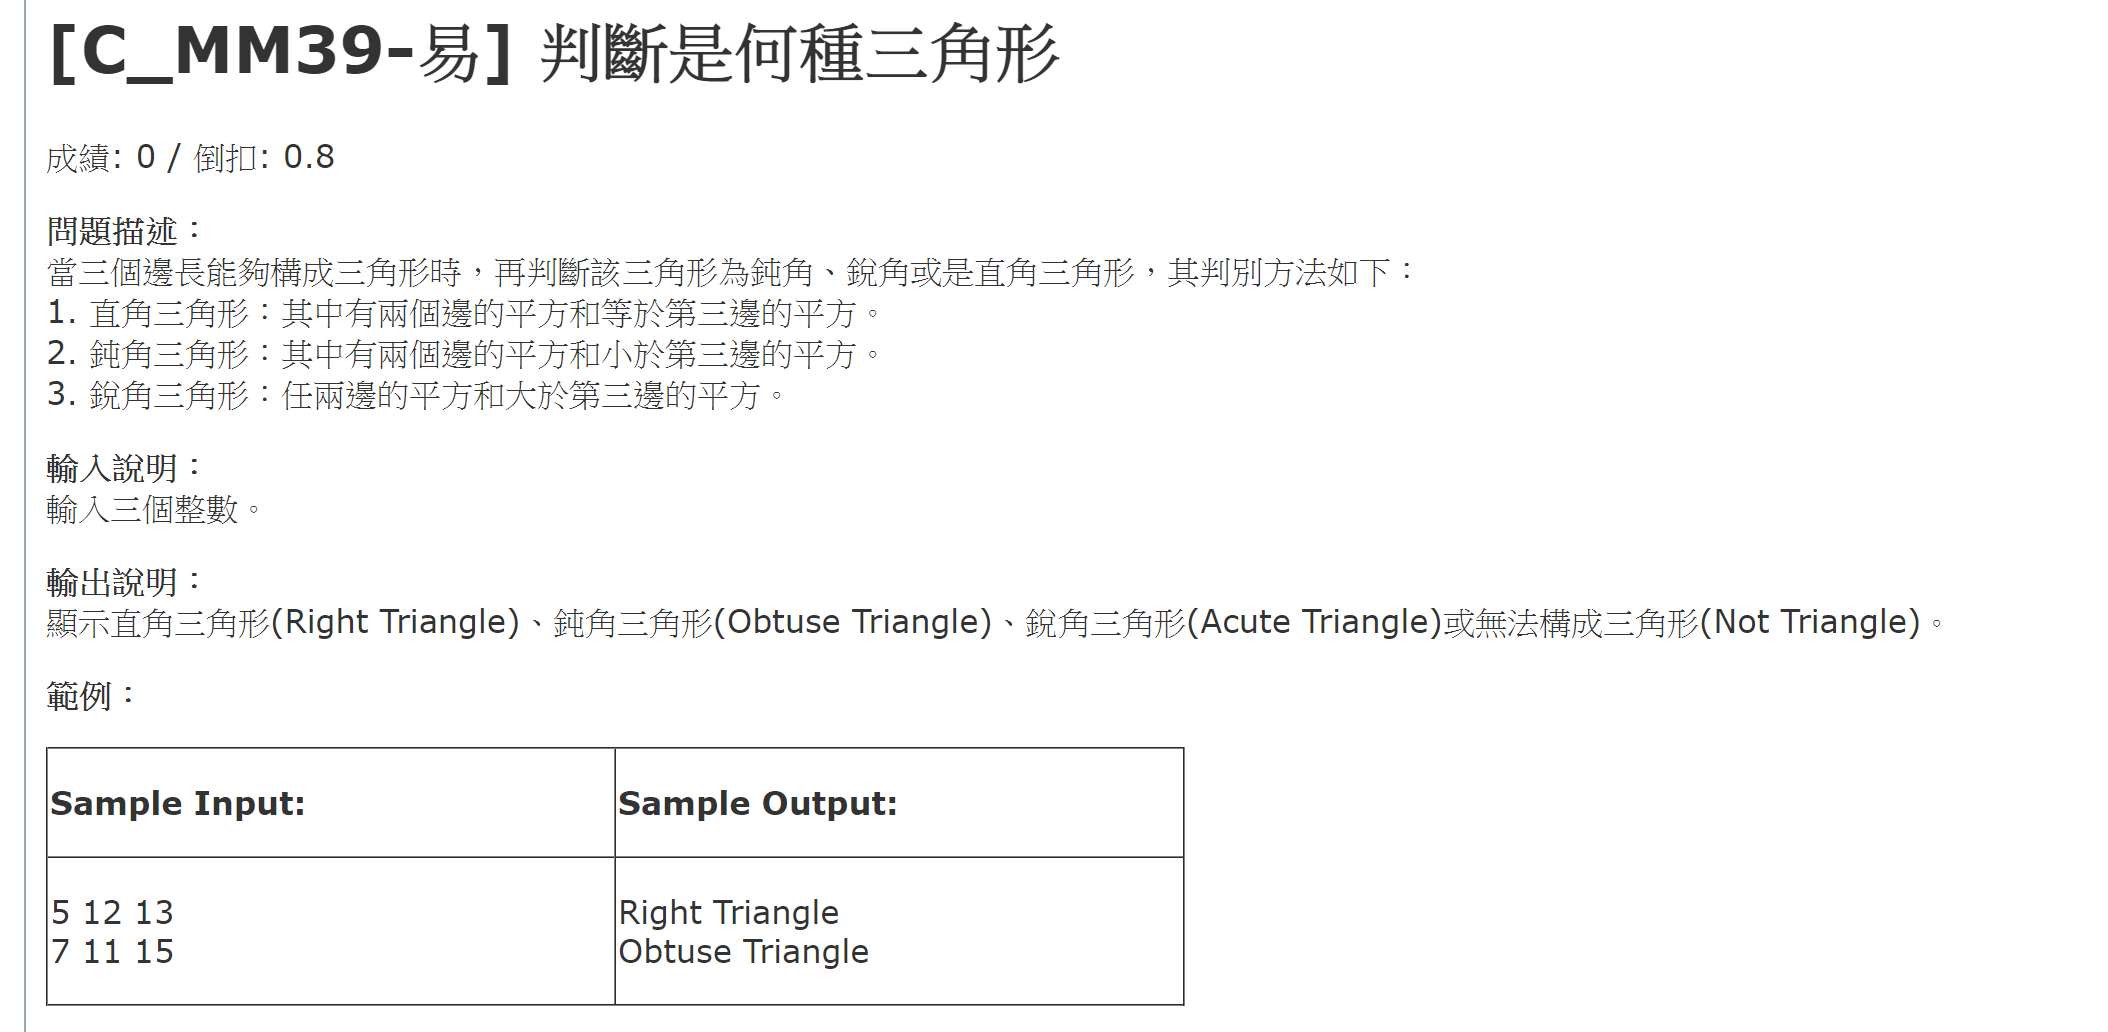 [C_MM39-易] 判斷是何種三角形
成績: 0 / 倒扣: 0.8
問題描述：
當三個邊長能夠構成三角形時，再判斷該三角形為鈍角、銳角或是直角三角形，其判別方法如下：
1. 直角三角形：其中有兩個邊的平方和等於第三邊的平方。
2. 鈍角三角形：其中有兩個邊的平方和小於第三邊的平方。
3. 銳角三角形：任兩邊的平方和大於第三邊的平方。
輸入說明：
輸入三個整數。
輸出說明：
顯示直角三角形(Right Triangle)、鈍角三角形(Obtuse Triangle)、銳角三角形(Acute Triangle)或無法構成三角形(Not Triangle)。
範例：
Sample Input: Sample Output:
5 12 13 Right Triangle
7 11 15 Obtuse Triangle